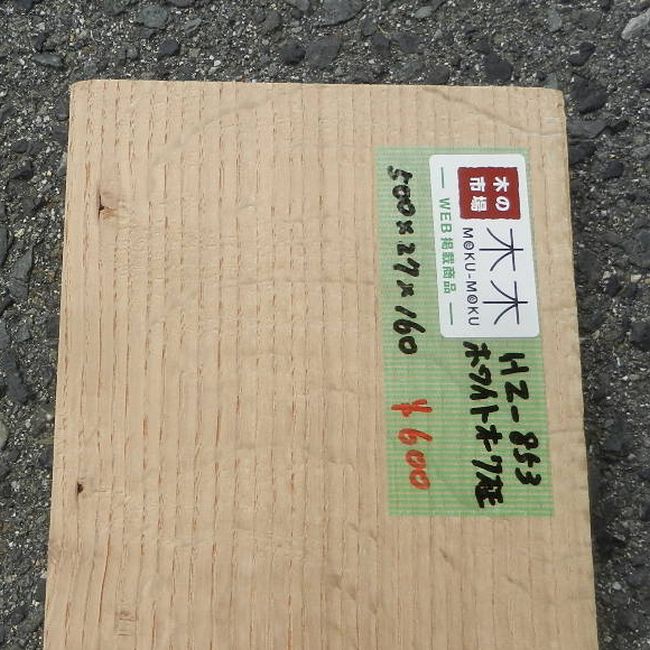 木の
市場
木木
MOKU-MOKU
WEB掲載商品
HZ-853
ホワイトオーク
500×27×160
¥600